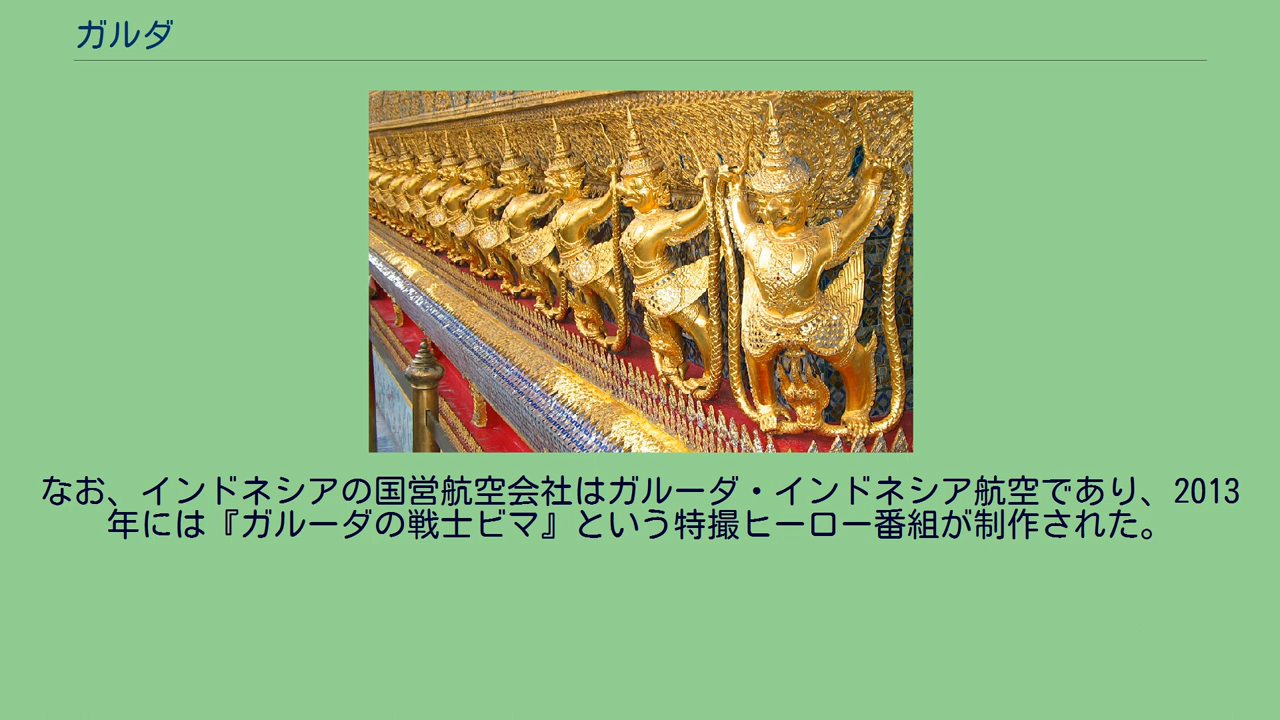 ガルダ
なお、インドネシアの国営航空会社はガルーダ・インドネシア航空であり、2013
年には『ガルーダの戦士ビマ』という特撮ヒーロー番組が制作された。